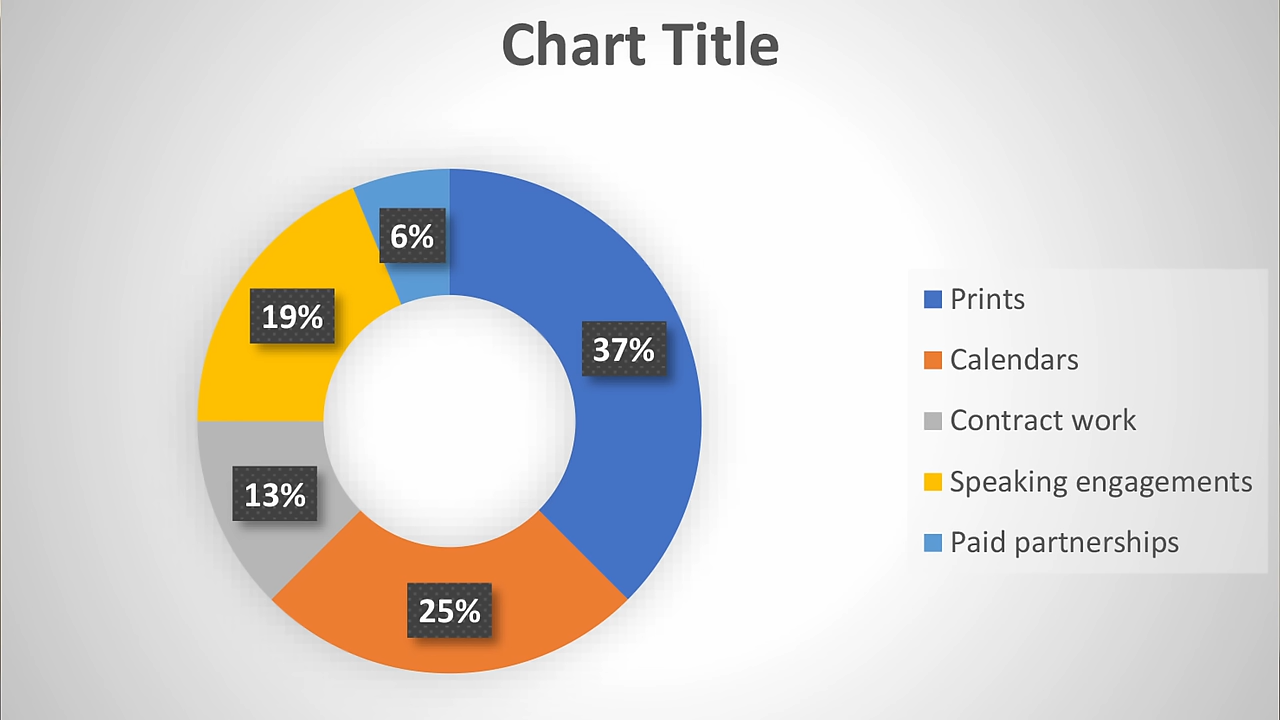 Chart Title
6%
19%
37%
13%
25%
Prints
Calendars
Contract work
Speaking engagements
Paid partnerships